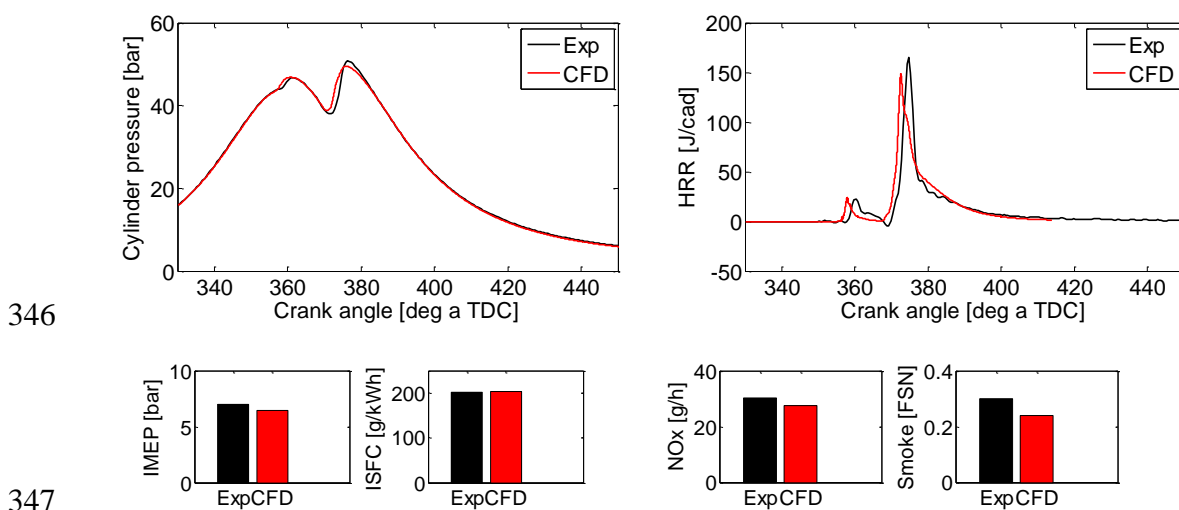 60
40
20
0
Cylinder pressure [bar]
Exp
CFD
340 360 380 400 420 440
Crank angle [deg a TDC]
200
150
100
50
0
-50
HRR [J/cad]
Exp
CFD
340 360 380 400 420 440
Crank angle [deg a TDC]
346
10
5
0
IMEP [bar]
ExpCFD
200
100
0
ISFC [g/kWh]
ExpCFD
40
20
0
NOx [g/h]
ExpCFD
0.4
0.2
0
Smoke [FSN]
ExpCFD
347